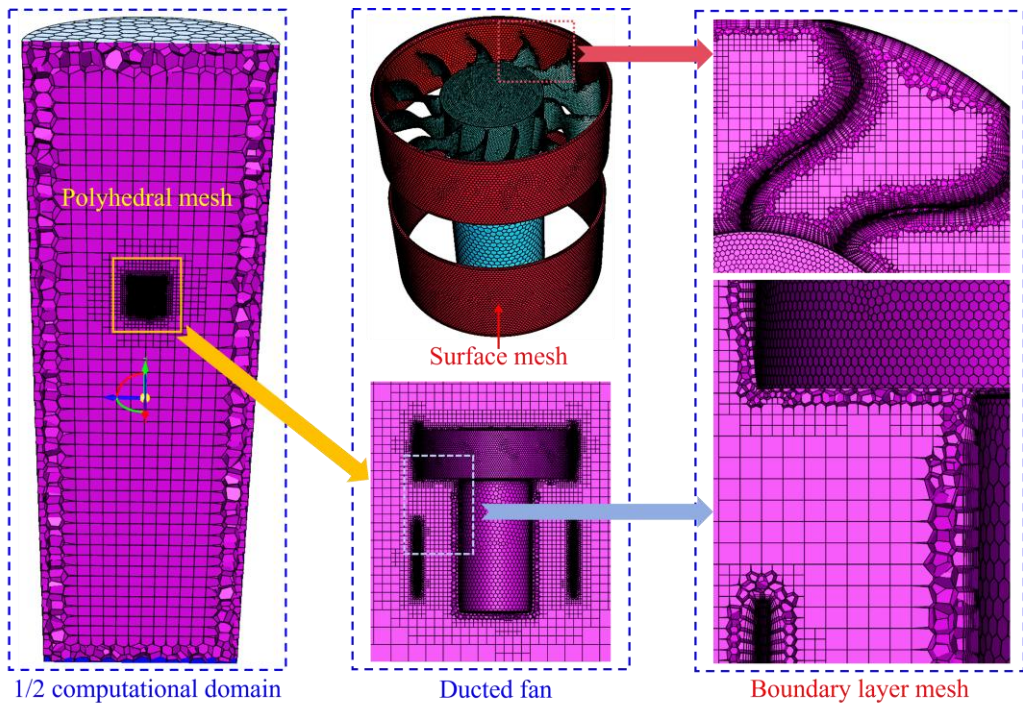 Polyhedral mesh
Surface mesh
1/2 computational domain
Ducted fan
Boundary layer mesh